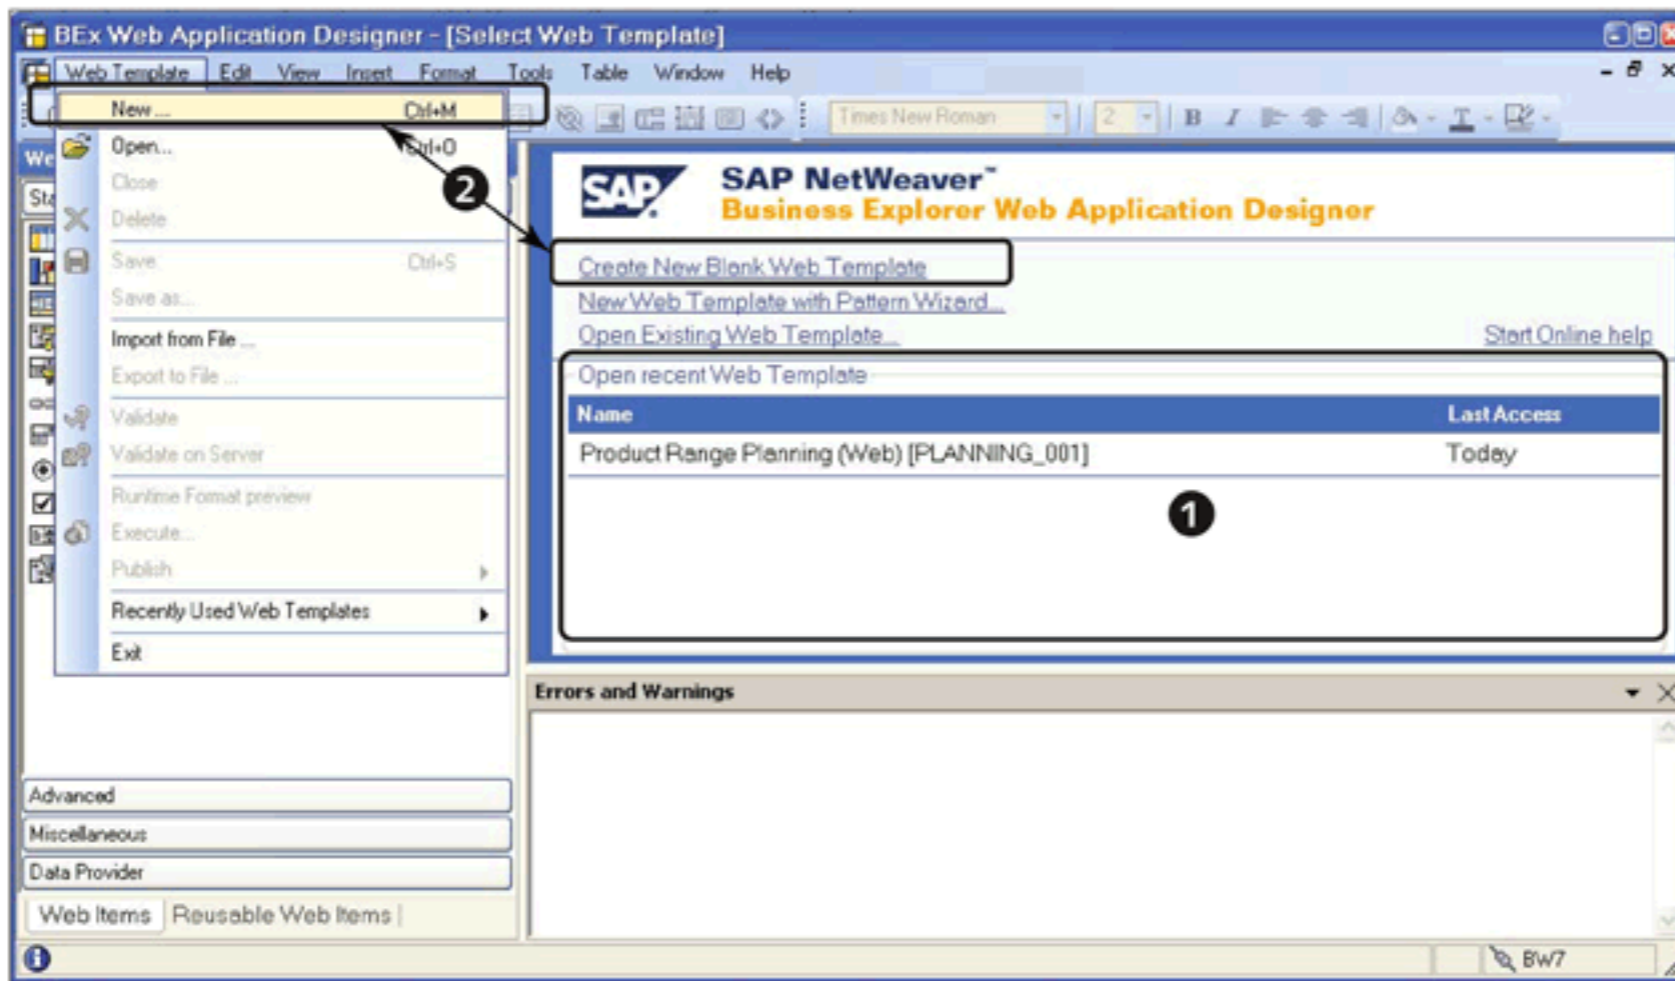 BEx Web Application Designer - [Select Web Template]
Web Template Edit View Insert Format Tools Table Window Help
New ... Ctrl+M
Times New Roman 2 B I T
Open... Ctrl+O
Close
Delete
Save Ctrl+S
Save as...
Import from File ...
Export to File ...
Validate
Validate on Server
Runtime Format preview
Execute...
Publish
Recently Used Web Templates
Exit
2
SAP SAP NetWeaver™
Business Explorer Web Application Designer
Create New Blank Web Template
New Web Template with Pattern Wizard...
Open Existing Web Template... Start Online help
Open recent Web Template
Name Last Access
Product Range Planning (Web) [PLANNING_001] Today
1
Errors and Warnings
Advanced
Miscellaneous
Data Provider
Web Items Reusable Web Items
BW7